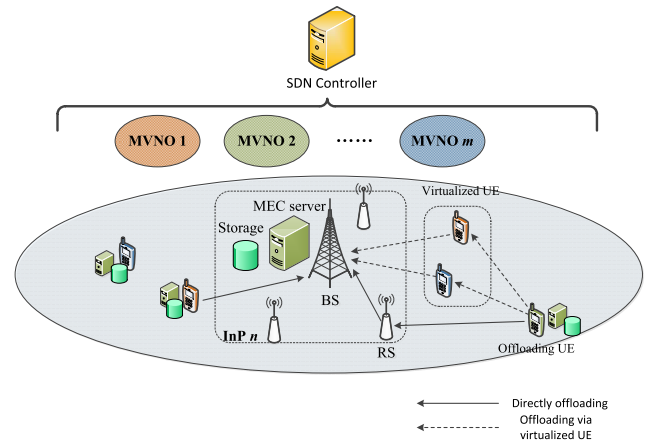 SDN Controller
MVNO 1
MVNO 2
······
MVNO m
Virtualized UE
MEC server
Storage
BS
InP n
RS
Offloading UE
Directly offloading
Offloading via
virtualized UE